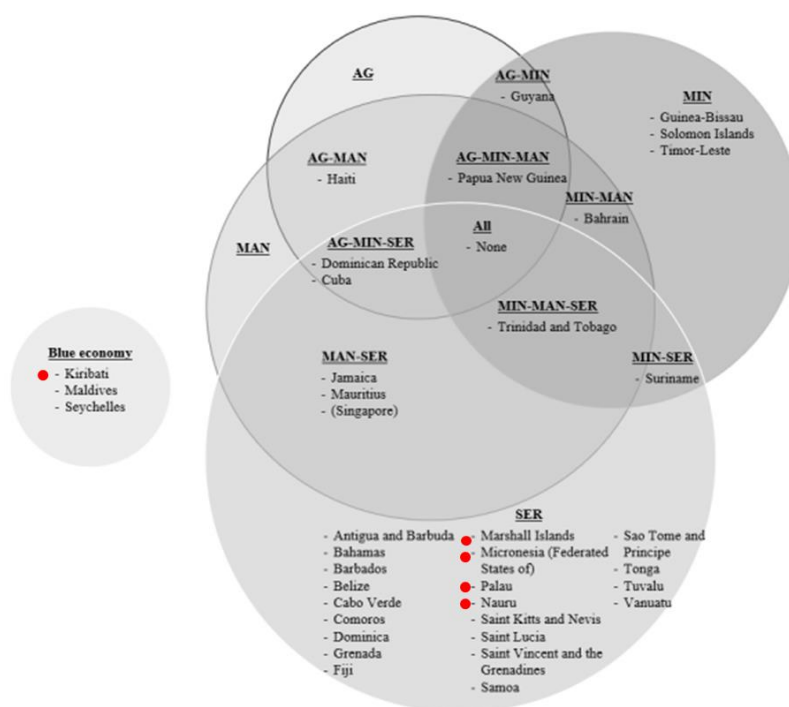 AG
AG-MIN
- Guyana
MIN
- Guinea-Bissau
- Solomon Islands
- Timor-Leste
AG-MAN
- Haiti
AG-MIN-MAN
- Papua New Guinea
MIN-MAN
- Bahrain
MAN
AG-MIN-SER
- Dominican Republic
- Cuba
All
- None
MIN-MAN-SER
- Trinidad and Tobago
Blue economy
- Kiribati
- Maldives
- Seychelles
MAN-SER
- Jamaica
- Mauritius
- (Singapore)
MIN-SER
- Suriname
SER
- Antigua and Barbuda
- Bahamas
- Barbados
- Belize
- Cabo Verde
- Comoros
- Dominica
- Grenada
- Fiji
- Marshall Islands
- Micronesia (Federated
States of)
- Palau
- Nauru
- Saint Kitts and Nevis
- Saint Lucia
- Saint Vincent and the
Grenadines
- Samoa
- Sao Tome and
Principe
- Tonga
- Tuvalu
- Vanuatu